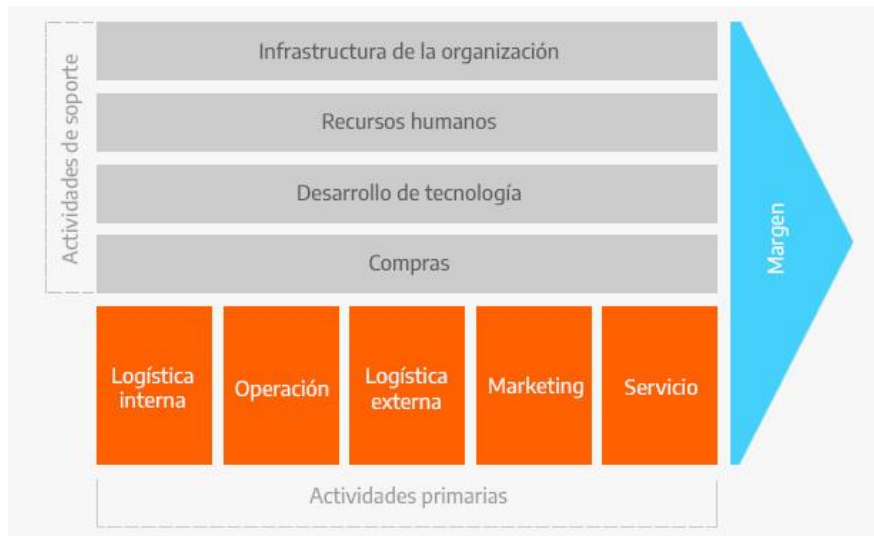 Actividades de soporte
Infrastructura de la organización
Recursos humanos
Desarrollo de tecnología
Compras
Logística
interna
Operación
Logística
externa
Marketing
Servicio
Margen
Actividades primarias